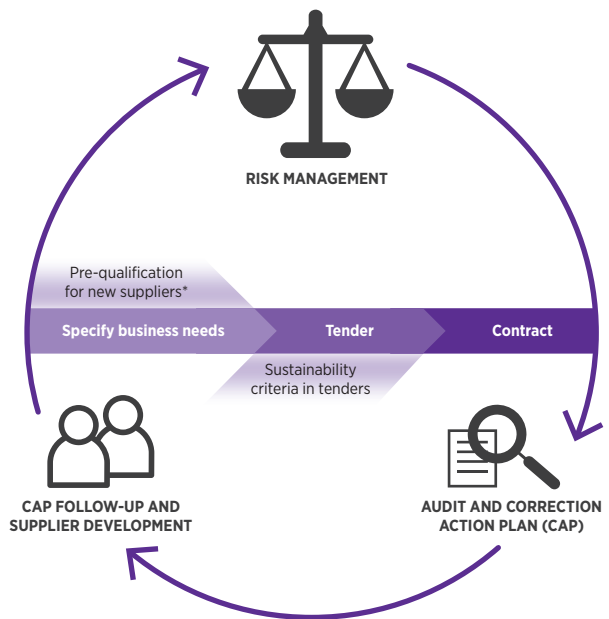 RISK MANAGEMENT
Pre-qualification
for new suppliers*
Specify business needs
Tender
Contract
Sustainability
criteria in tenders
CAP FOLLOW-UP AND
SUPPLIER DEVELOPMENT
AUDIT AND CORRECTION
ACTION PLAN (CAP)